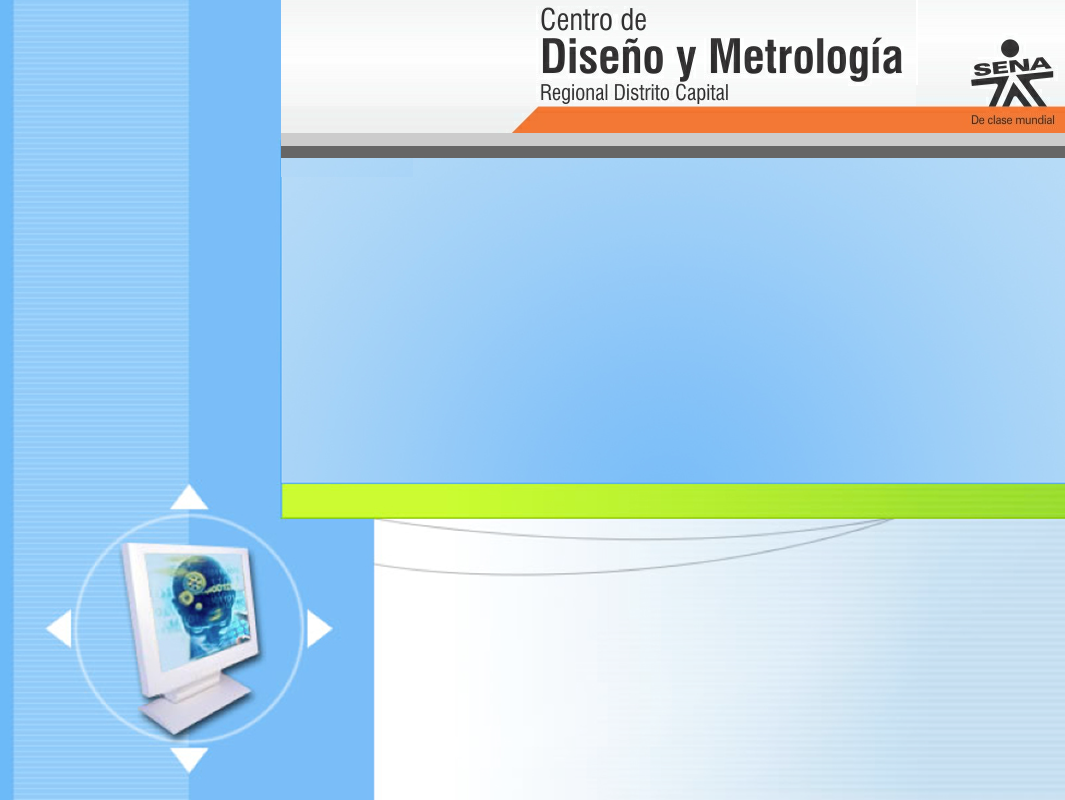 Centro de
Diseño y Metrología
Regional Distrito Capital
SENA
De clase mundial